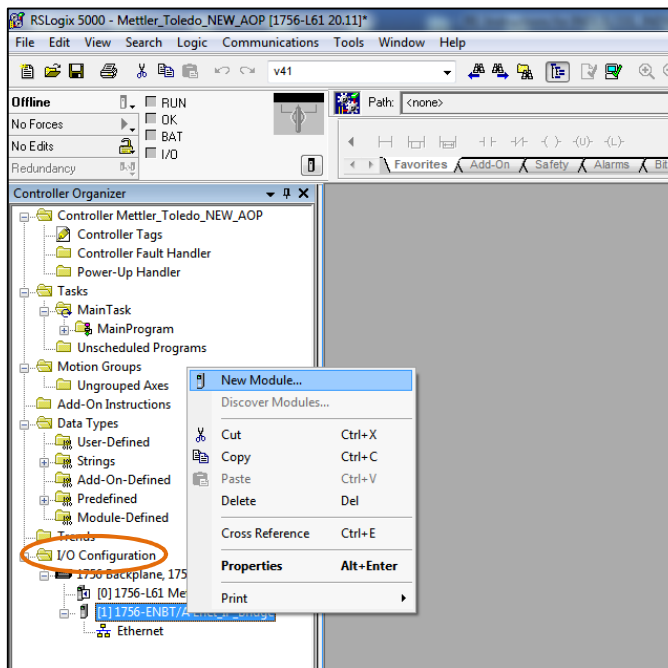 RSLogix 5000 - Mettler_Toledo_NEW_AOP [1756-L61 20.11]*
File Edit View Search Logic Communications Tools Window Help
v41
Offline RUN
No Forces OK
No Edits BAT
Redundancy I/O
Path: <none>
Favorites Add-On Safety Alarms Bit
Controller Organizer
Controller Mettler_Toledo_NEW_AOP
Controller Tags
Controller Fault Handler
Power-Up Handler
Tasks
MainTask
MainProgram
Unscheduled Programs
Motion Groups
Ungrouped Axes
Add-On Instructions
Data Types
User-Defined
Strings
Add-On-Defined
Predefined
Module-Defined
Trends
I/O Configuration
1756 Backplane, 175
[0] 1756-L61 Me
[1] 1756-ENBT/A Enet_IP_Bridge
Ethernet
New Module...
Discover Modules...
Cut Ctrl+X
Copy Ctrl+C
Paste Ctrl+V
Delete Del
Cross Reference Ctrl+E
Properties Alt+Enter
Print